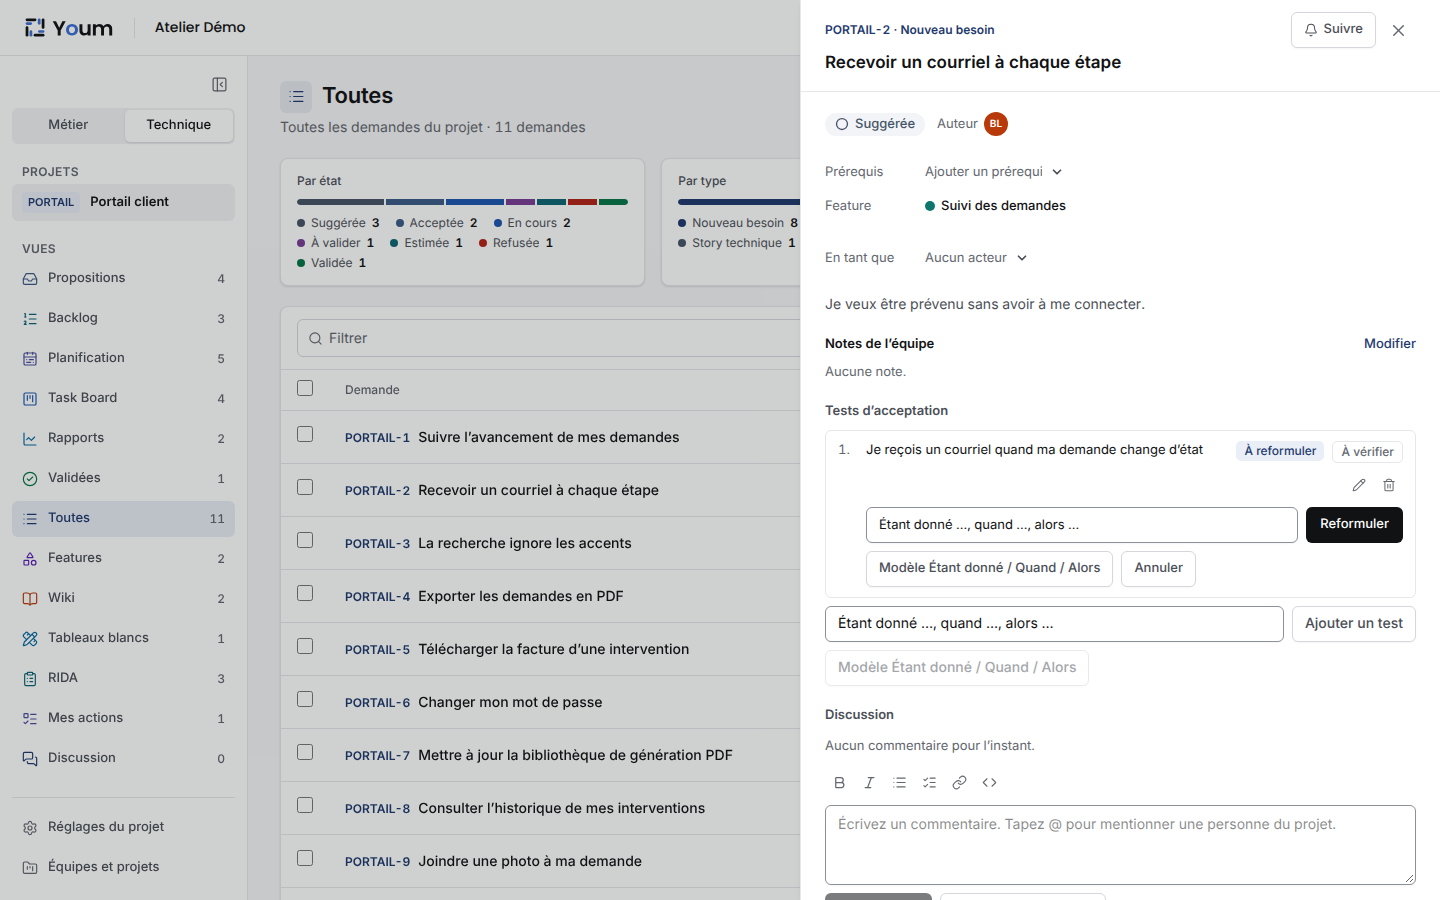 Youm
Atelier Démo
Métier
Technique
PROJETS
PORTAIL
Portail client
VUES
Propositions 4
Backlog 3
Planification 5
Task Board 4
Rapports 2
Validées 1
Toutes 11
Features 2
Wiki 2
Tableaux blancs 1
RIDA 3
Mes actions 1
Discussion 0
Réglages du projet
Équipes et projets
Toutes
Toutes les demandes du projet · 11 demandes
Par état
Suggérée 3 Acceptée 2 En cours 2
À valider 1 Estimée 1 Refusée 1
Validée 1
Par type
Nouveau besoin 8
Story technique 1
Filtrer
Demande
PORTAIL-1 Suivre l’avancement de mes demandes
PORTAIL-2 Recevoir un courriel à chaque étape
PORTAIL-3 La recherche ignore les accents
PORTAIL-4 Exporter les demandes en PDF
PORTAIL-5 Télécharger la facture d’une intervention
PORTAIL-6 Changer mon mot de passe
PORTAIL-7 Mettre à jour la bibliothèque de génération PDF
PORTAIL-8 Consulter l’historique de mes interventions
PORTAIL-9 Joindre une photo à ma demande
PORTAIL-2 · Nouveau besoin
Suivre
Recevoir un courriel à chaque étape
Suggérée
Auteur BL
Prérequis Ajouter un prérequi
Feature Suivi des demandes
En tant que Aucun acteur
Je veux être prévenu sans avoir à me connecter.
Notes de l’équipe
Modifier
Aucune note.
Tests d’acceptation
1. Je reçois un courriel quand ma demande change d’état
À reformuler
À vérifier
Étant donné ..., quand ..., alors ...
Reformuler
Modèle Étant donné / Quand / Alors
Annuler
Étant donné ..., quand ..., alors ...
Ajouter un test
Modèle Étant donné / Quand / Alors
Discussion
Aucun commentaire pour l’instant.
Écrivez un commentaire. Tapez @ pour mentionner une personne du projet.